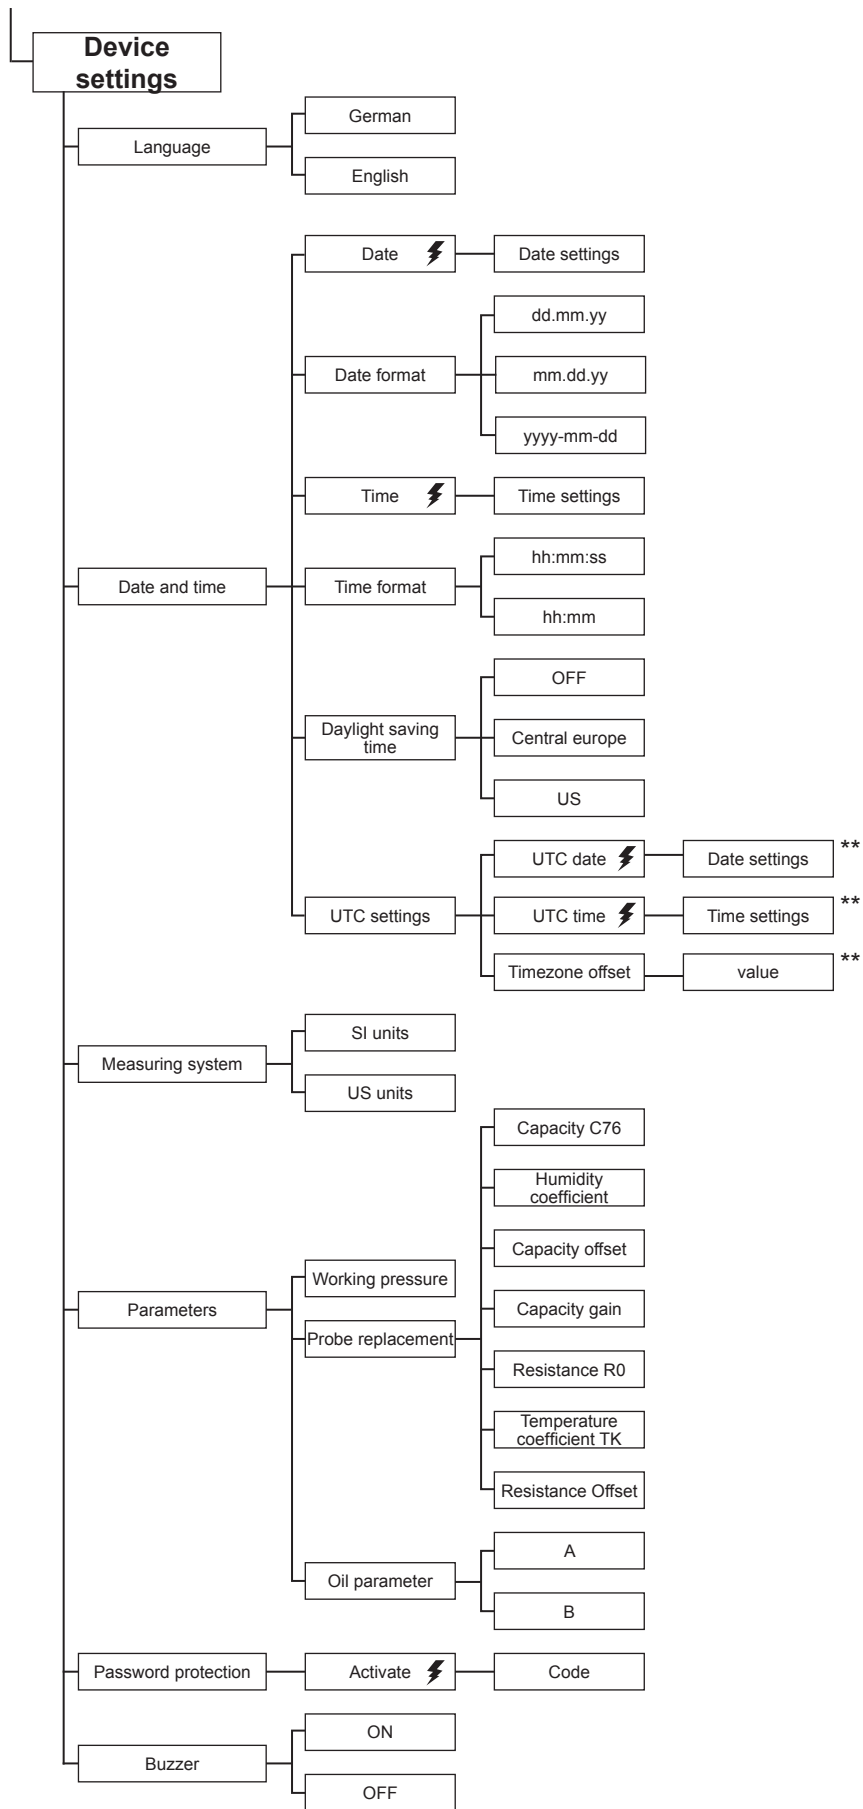 Device
settings
Language
German
English
Date
Date settings
Date format
dd.mm.yy
mm.dd.yy
yyyy-mm-dd
Time
Time settings
Date and time
Time format
hh:mm:ss
hh:mm
Daylight saving
time
OFF
Central europe
US
UTC settings
UTC date
Date settings
**
UTC time
Time settings
**
Timezone offset
value
**
Measuring system
SI units
US units
Parameters
Working pressure
Probe replacement
Capacity C76
Humidity
coefficient
Capacity offset
Capacity gain
Resistance R0
Temperature
coefficient TK
Resistance Offset
Oil parameter
A
B
Password protection
Activate
Code
Buzzer
ON
OFF